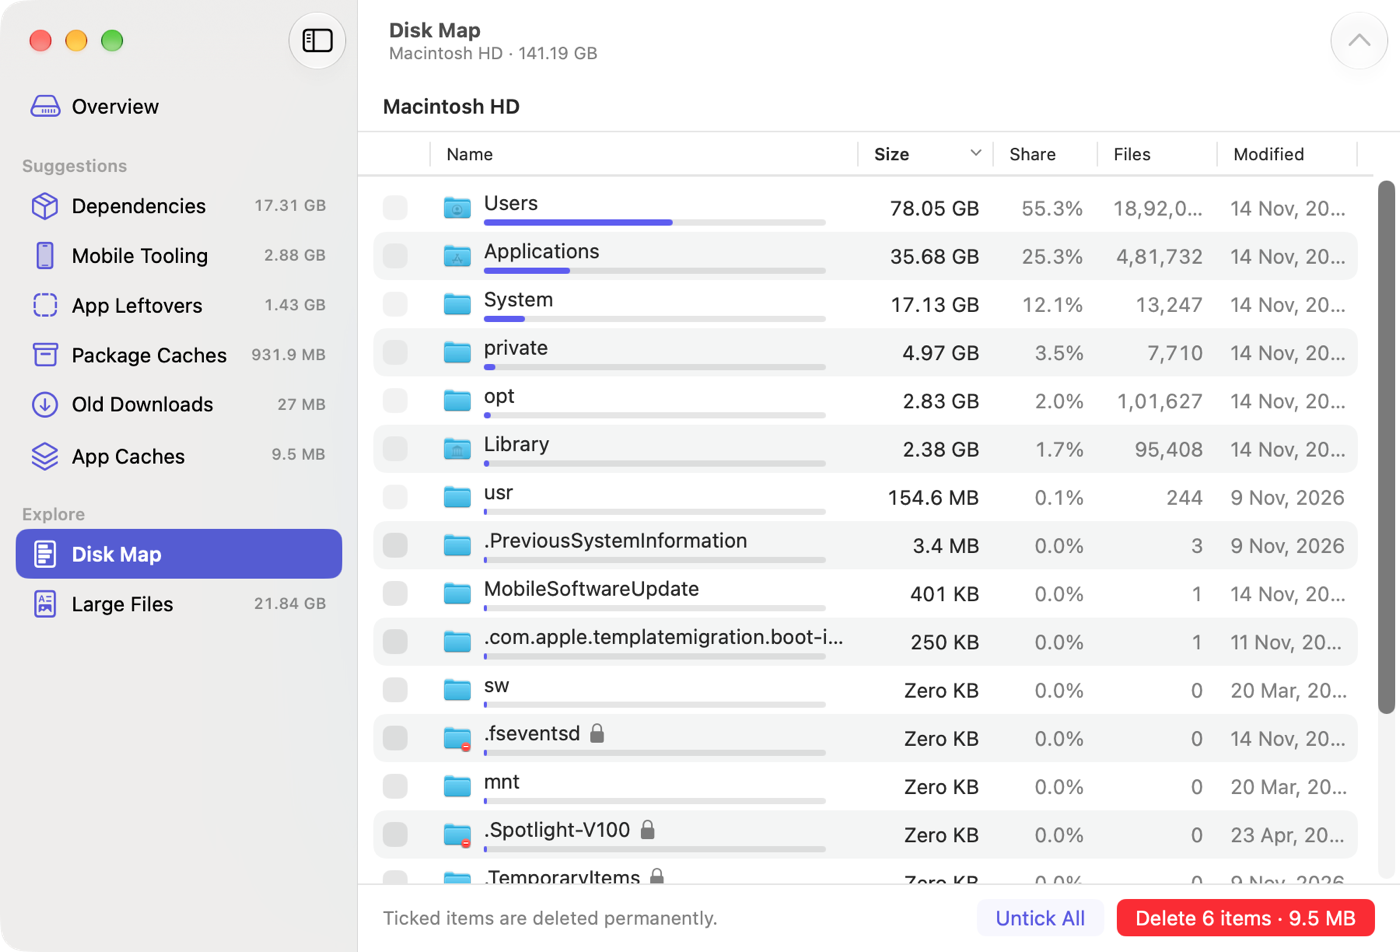 Disk Map
Macintosh HD · 141.19 GB
Overview
Suggestions
Dependencies 17.31 GB
Mobile Tooling 2.88 GB
App Leftovers 1.43 GB
Package Caches 931.9 MB
Old Downloads 27 MB
App Caches 9.5 MB
Explore
Disk Map
Large Files 21.84 GB
Macintosh HD
Name Size Share Files Modified
Users 78.05 GB 55.3% 18,92,0... 14 Nov, 20...
Applications 35.68 GB 25.3% 4,81,732 14 Nov, 20...
System 17.13 GB 12.1% 13,247 14 Nov, 20...
private 4.97 GB 3.5% 7,710 14 Nov, 20...
opt 2.83 GB 2.0% 1,01,627 14 Nov, 20...
Library 2.38 GB 1.7% 95,408 14 Nov, 20...
usr 154.6 MB 0.1% 244 9 Nov, 2026
.PreviousSystemInformation 3.4 MB 0.0% 3 9 Nov, 2026
MobileSoftwareUpdate 401 KB 0.0% 1 14 Nov, 20...
.com.apple.templatemigration.boot-i... 250 KB 0.0% 1 11 Nov, 20...
sw Zero KB 0.0% 0 20 Mar, 20...
.fseventsd Zero KB 0.0% 0 14 Nov, 20...
mnt Zero KB 0.0% 0 20 Mar, 20...
.Spotlight-V100 Zero KB 0.0% 0 23 Apr, 20...
.TemporaryItems Zero KB 0.0% 0 9 Nov, 2026
Ticked items are deleted permanently.
Untick All
Delete 6 items · 9.5 MB